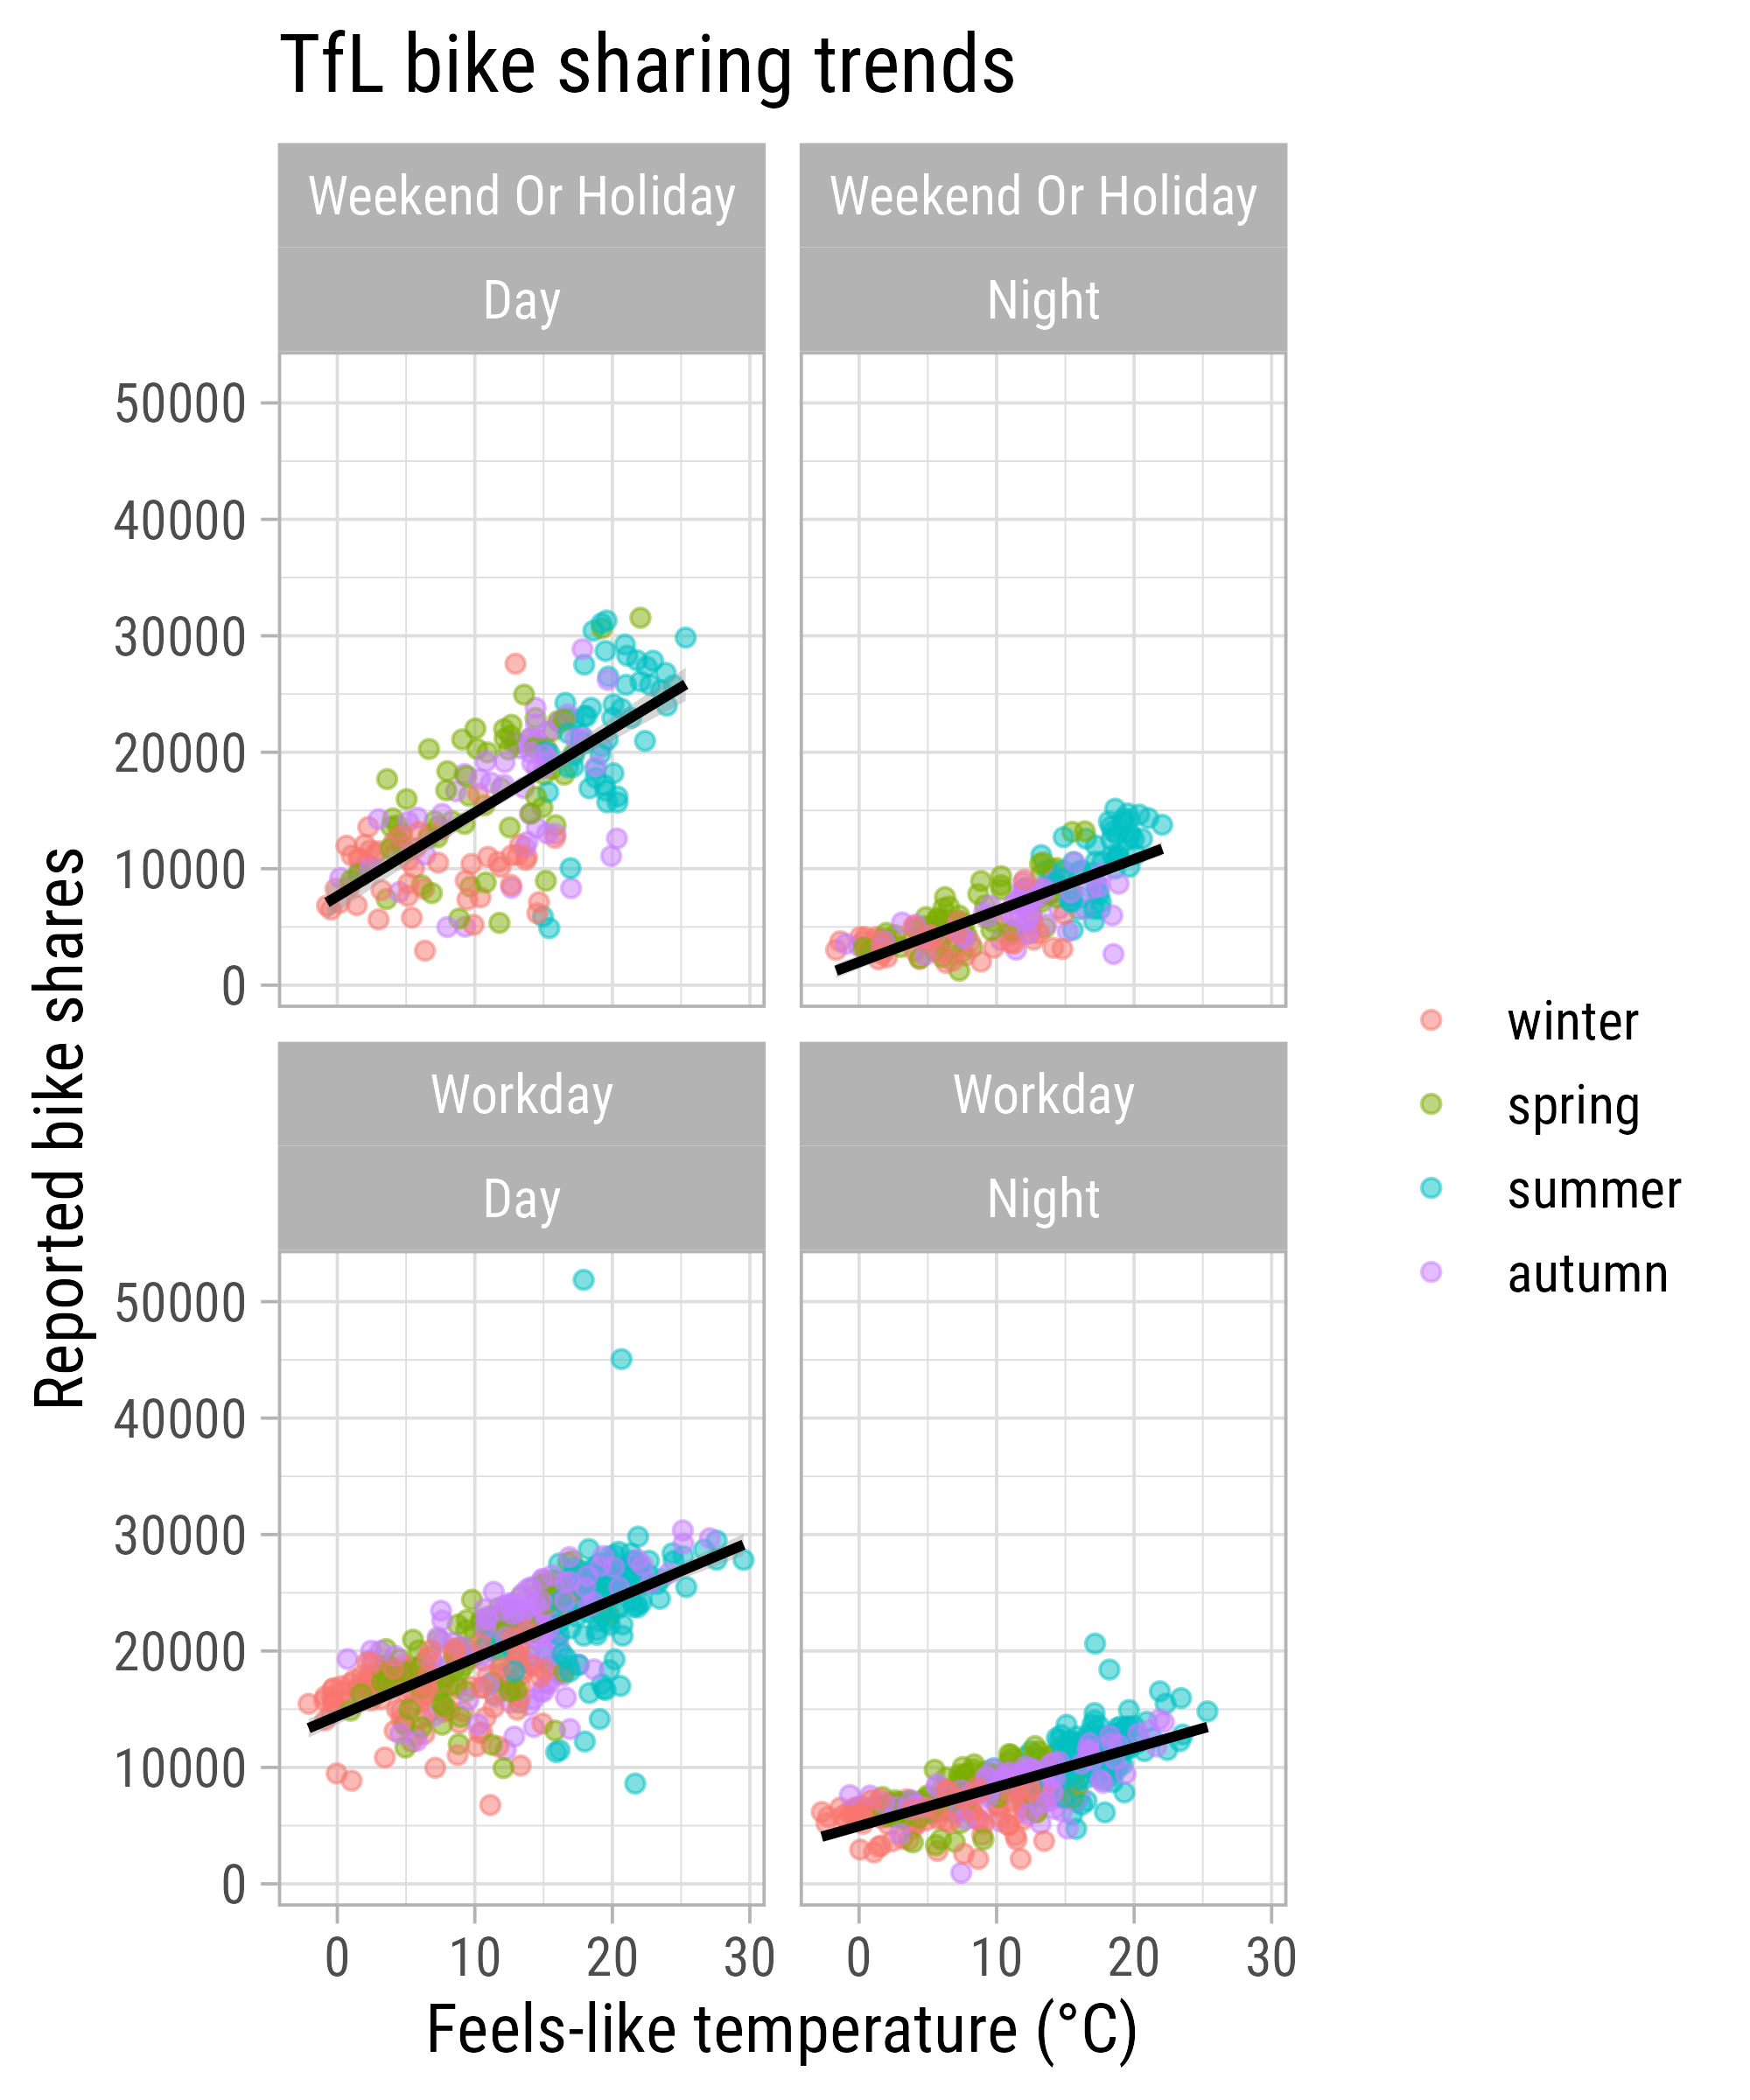 TfL bike sharing trends
Weekend Or Holiday
Day
Weekend Or Holiday
Night
50000
40000
30000
20000
10000
0
Reported bike shares
Workday
Day
Workday
Night
50000
40000
30000
20000
10000
0
0 10 20 30
0 10 20 30
Feels-like temperature (°C)
winter
spring
summer
autumn